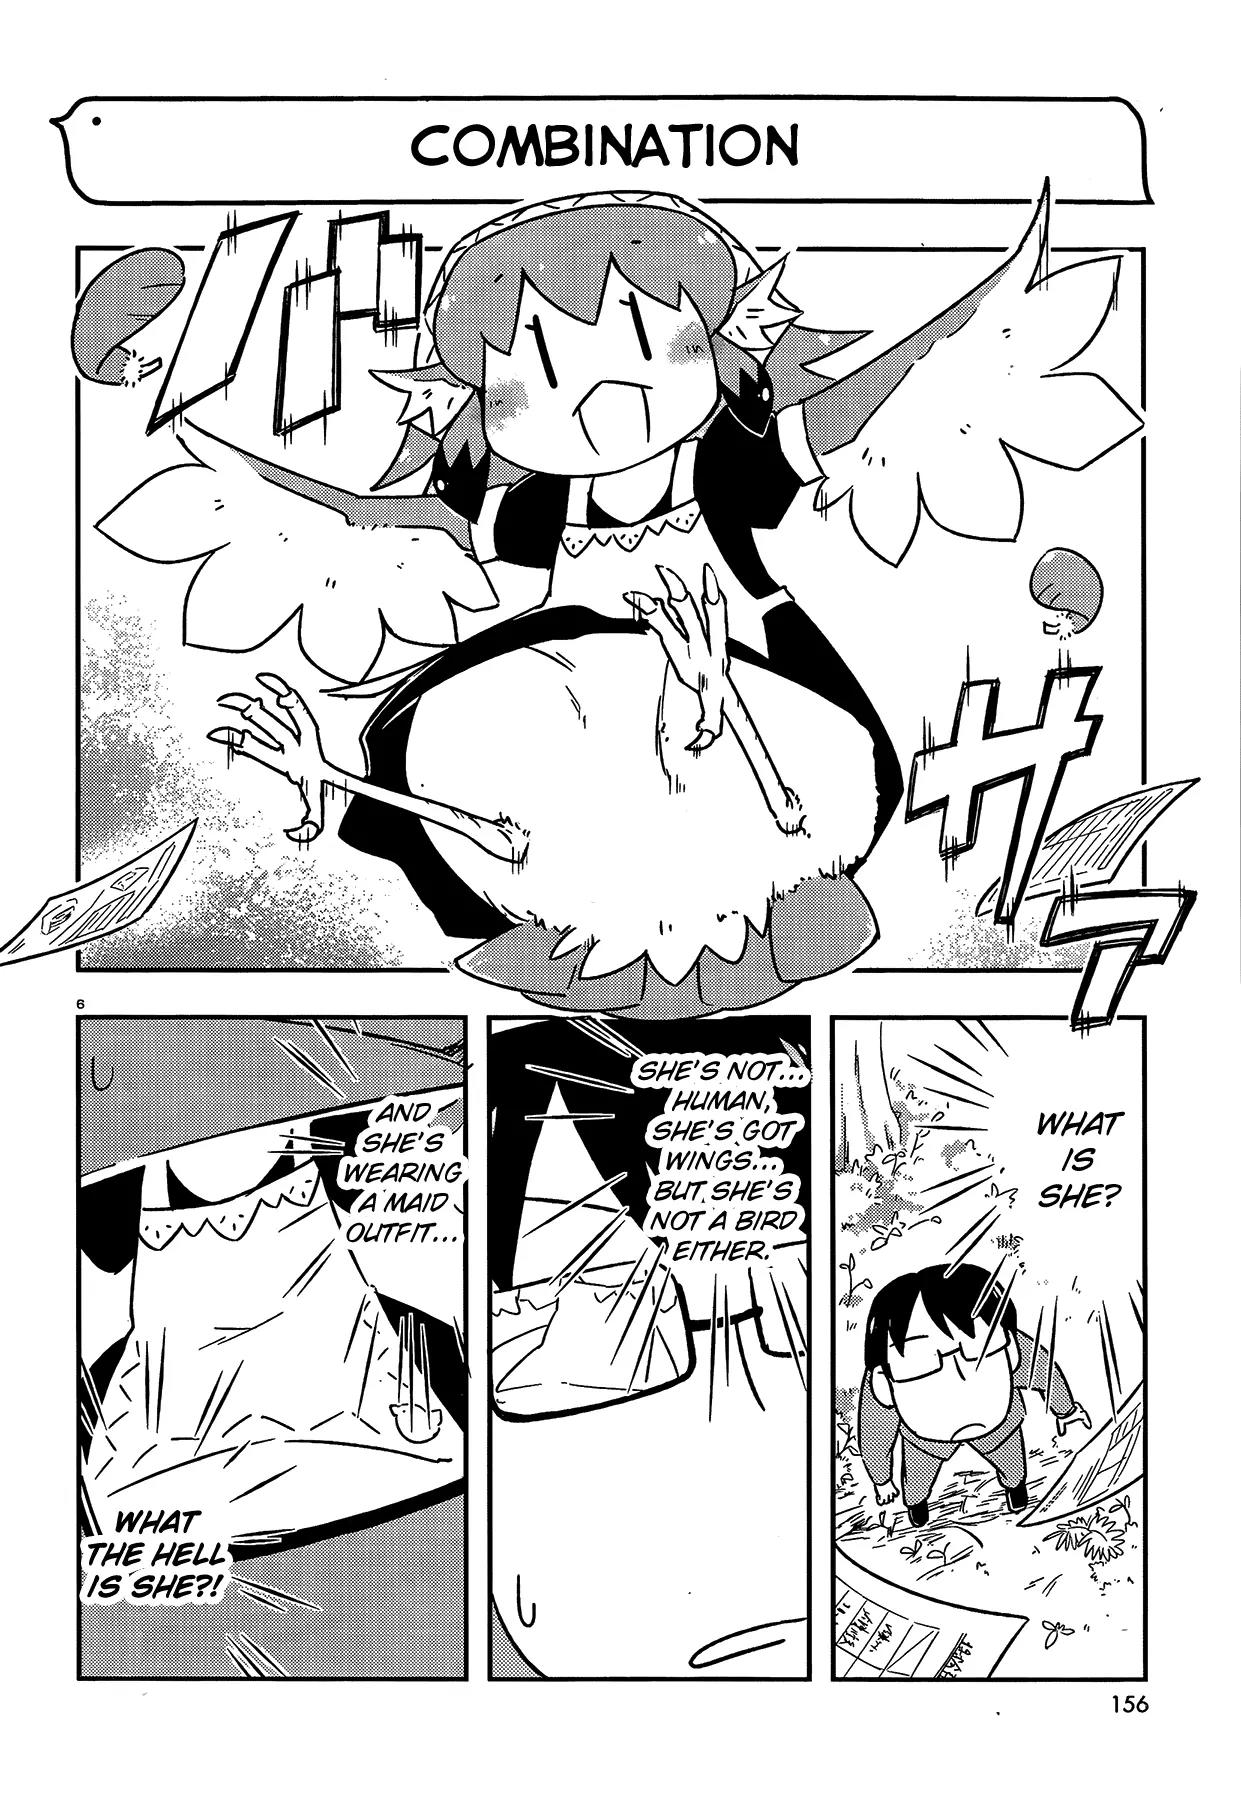 COMBINATION
バサァ
6
WHAT
IS
SHE?
SHE'S NOT...
HUMAN,
SHE'S GOT
WINGS...
BUT SHE'S
NOT A BIRD
EITHER.
AND
SHE'S
WEARING
A MAID
OUTFIT...
WHAT
THE HELL
IS SHE?!
156